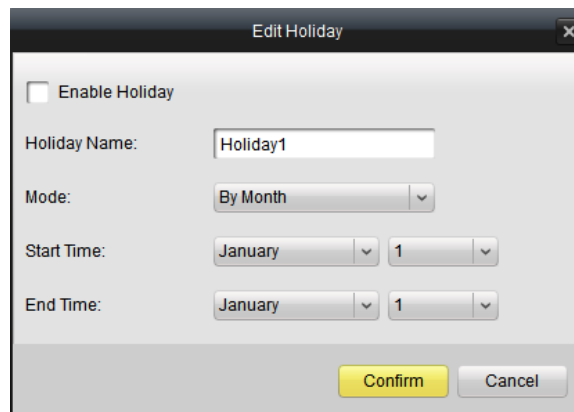 Edit Holiday
Enable Holiday
Holiday Name: Holiday1
Mode: By Month
Start Time: January 1
End Time: January 1
Confirm Cancel